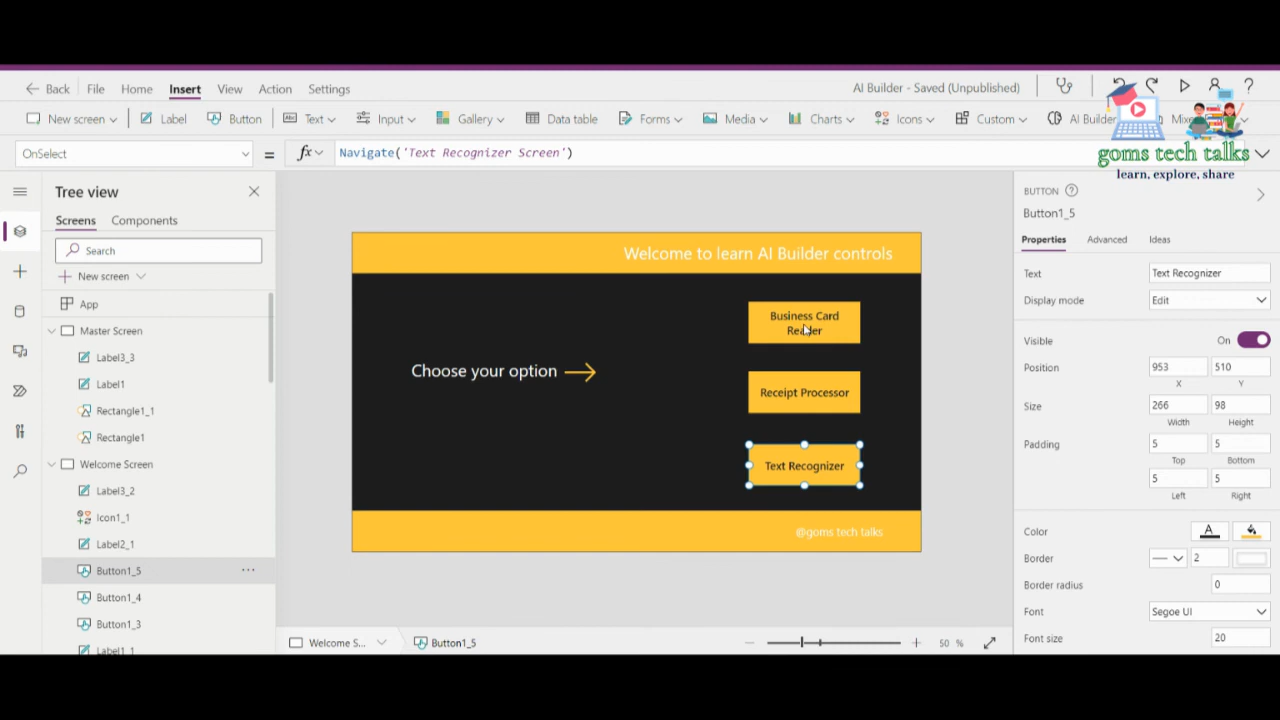 Back File Home Insert View Action Settings AI Builder - Saved (Unpublished) ?
New screen Label Button Text Input Gallery Data table Forms Media Charts Icons Custom AI Builder
goms tech talks
learn, explore, share
OnSelect = fx Navigate('Text Recognizer Screen')
Tree view
Screens Components
Search
New screen
App
Master Screen
Label3_3
Label1
Rectangle1_1
Rectangle1
Welcome Screen
Label3_2
Icon1_1
Label2_1
Button1_5 ...
Button1_4
Button1_3
Label1_1
Welcome to learn AI Builder controls
Business Card
Reader
Choose your option
Receipt Processor
Text Recognizer
@goms tech talks
Welcome S... Button1_5 50 %
BUTTON ?
Button1_5
Properties Advanced Ideas
Text Text Recognizer
Display mode Edit
Visible On
Position 953 510
X Y
Size 266 98
Width Height
Padding 5 5
Top Bottom
5 5
Left Right
Color A
Border 2
Border radius 0
Font Segoe UI
Font size 20